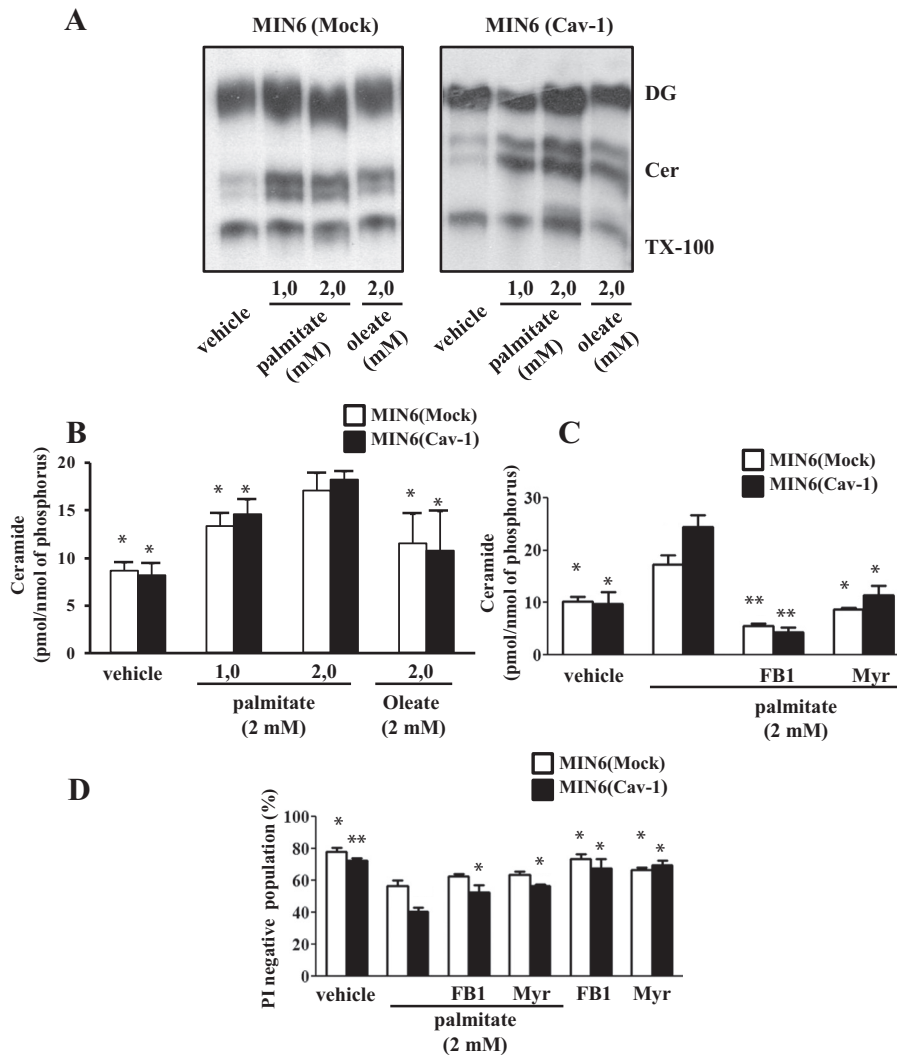 A
MIN6 (Mock)
MIN6 (Cav-1)
DG
Cer
TX-100
1,0 2,0 2,0
1,0 2,0 2,0
vehicle
palmitate
(mM)
oleate
(mM)
vehicle
palmitate
(mM)
oleate
(mM)
B
MIN6(Mock)
MIN6(Cav-1)
Ceramide
(pmol/nmol of phosphorus)
20
15
10
5
0
* * * * * *
vehicle
1,0 2,0 2,0
palmitate
(2 mM)
Oleate
(2 mM)
C
MIN6(Mock)
MIN6(Cav-1)
Ceramide
(pmol/nmol of phosphorus)
30
20
10
0
* * ** ** * *
vehicle
FB1 Myr
palmitate
(2 mM)
D
MIN6(Mock)
MIN6(Cav-1)
PI negative population (%)
100
80
60
40
20
0
* ** * * * * * *
vehicle FB1 Myr FB1 Myr
palmitate
(2 mM)